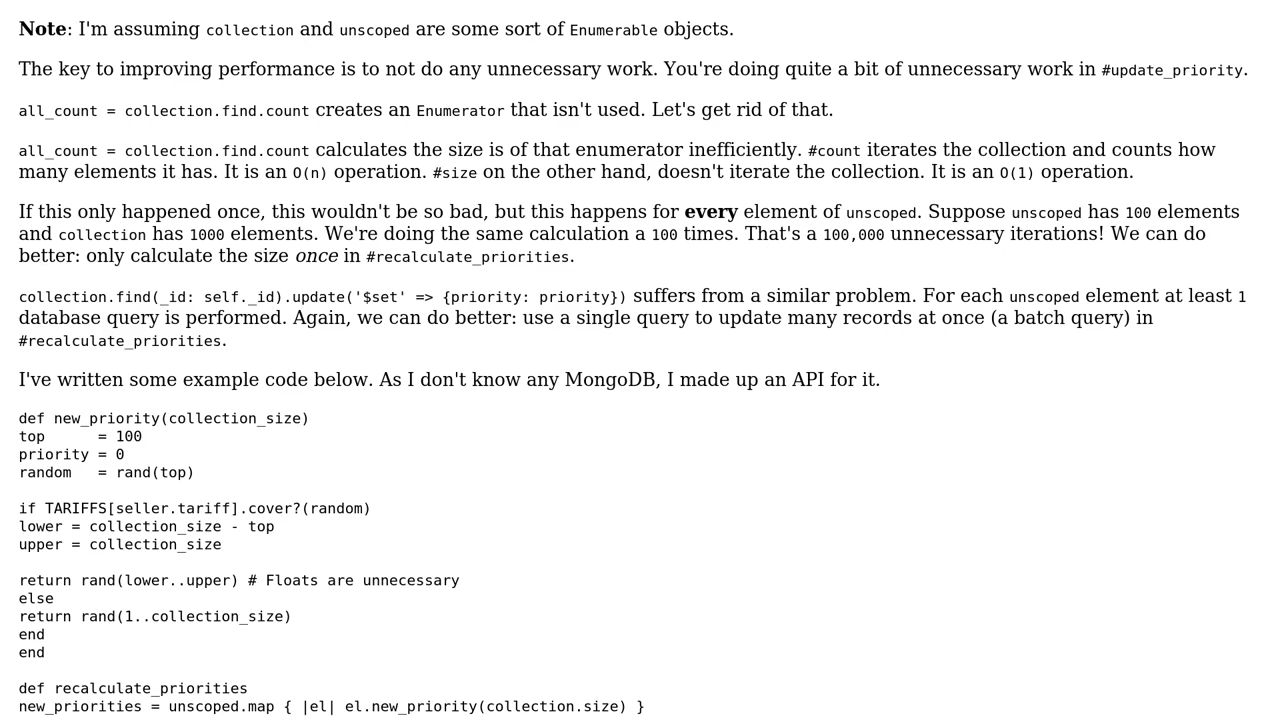 Note: I'm assuming collection and unscoped are some sort of Enumerable objects.
The key to improving performance is to not do any unnecessary work. You're doing quite a bit of unnecessary work in #update_priority.
all_count = collection.find.count creates an Enumerator that isn't used. Let's get rid of that.
all_count = collection.find.count calculates the size is of that enumerator inefficiently. #count iterates the collection and counts how
many elements it has. It is an O(n) operation. #size on the other hand, doesn't iterate the collection. It is an O(1) operation.
If this only happened once, this wouldn't be so bad, but this happens for every element of unscoped. Suppose unscoped has 100 elements
and collection has 1000 elements. We're doing the same calculation a 100 times. That's a 100,000 unnecessary iterations! We can do
better: only calculate the size once in #recalculate_priorities.
collection.find(_id: self._id).update('$set' => {priority: priority}) suffers from a similar problem. For each unscoped element at least 1
database query is performed. Again, we can do better: use a single query to update many records at once (a batch query) in
#recalculate_priorities.
I've written some example code below. As I don't know any MongoDB, I made up an API for it.
def new_priority(collection_size)
top      = 100
priority = 0
random   = rand(top)
if TARIFFS[seller.tariff].cover?(random)
lower = collection_size - top
upper = collection_size
return rand(lower..upper) # Floats are unnecessary
else
return rand(1..collection_size)
end
end
def recalculate_priorities
new_priorities = unscoped.map { |el| el.new_priority(collection.size) }